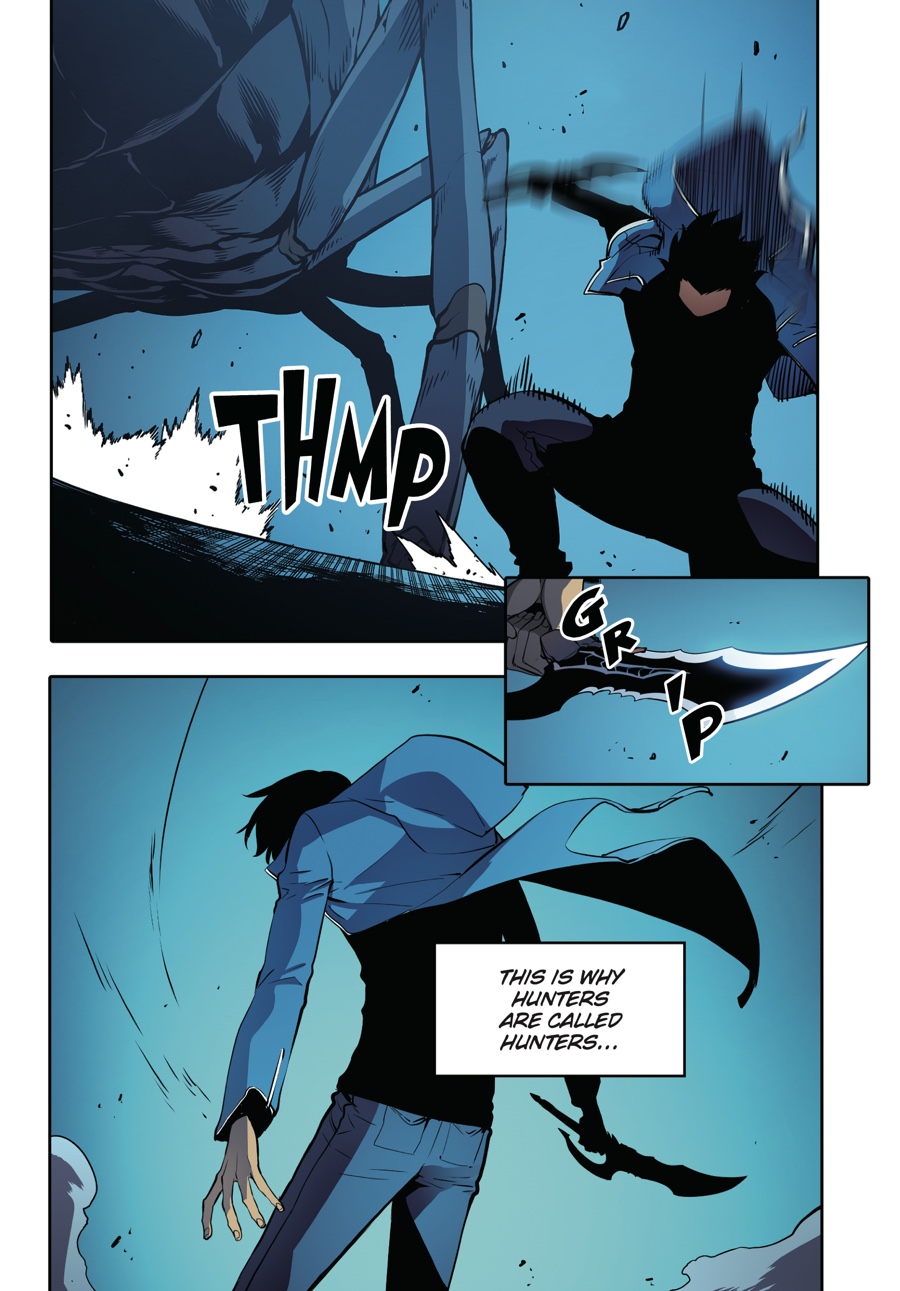 THMP
GRIP
THIS IS WHY
HUNTERS
ARE CALLED
HUNTERS...